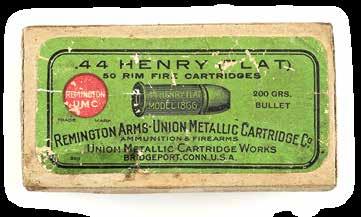 .44 HENRY (FLAT)
50 RIM FIRE CARTRIDGES
REMINGTON
UMC
TRADE MARK
44 HENRY FLAT
MODEL 1866
200 GRS.
BULLET
REMINGTON ARMS-UNION METALLIC CARTRIDGE CO
AMMUNITION & FIREARMS
UNION METALLIC CARTRIDGE WORKS
BRIDGEPORT, CONN. U.S.A.